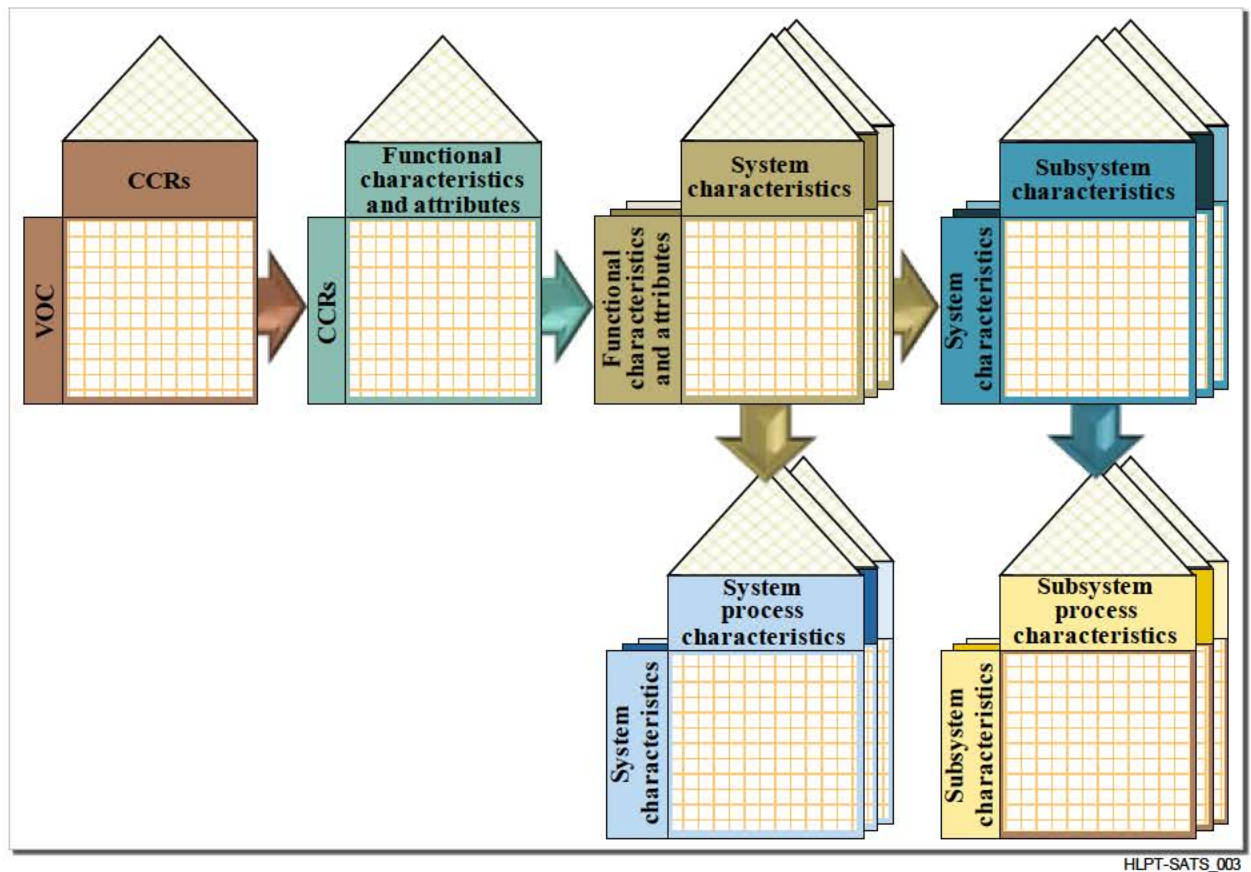 CCRs
VOC
Functional
characteristics
and attributes
CCRs
System
characteristics
Functional
characteristics
and attributes
Subsystem
characteristics
System
characteristics
System
process
characteristics
System
characteristics
Subsystem
process
characteristics
Subsystem
characteristics
HLPT-SATS_003